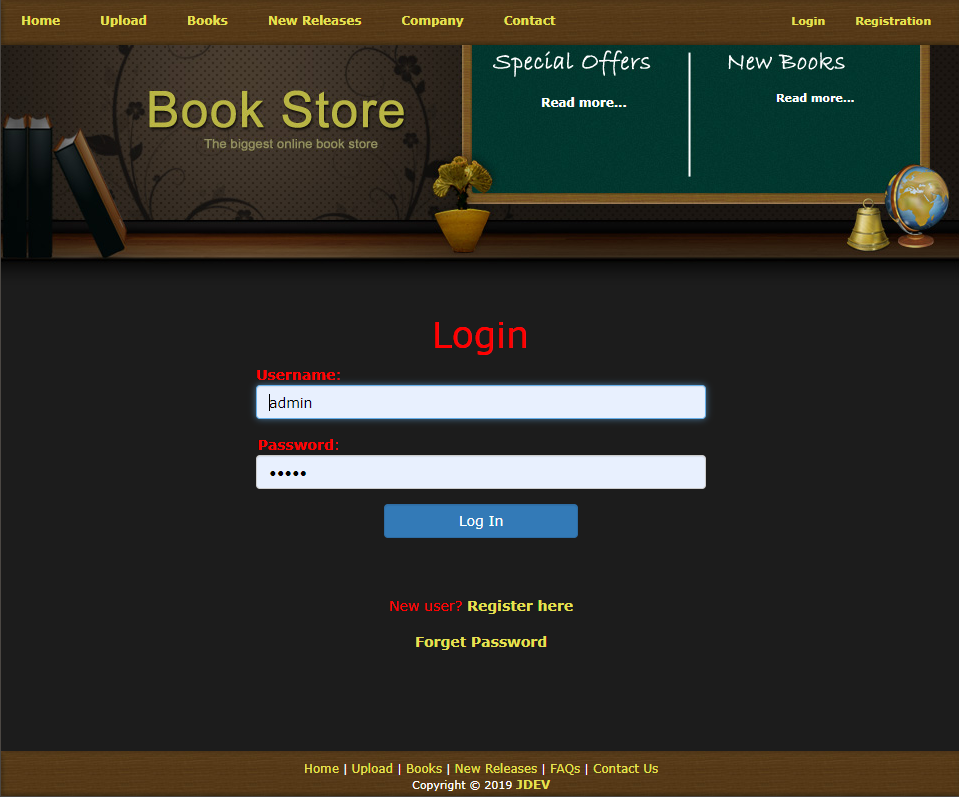 Home Upload Books New Releases Company Contact Login Registration
Special Offers New Books
Read more... Read more...
Book Store
The biggest online book store
Login
Username:
admin
Password:
•••••
Log In
New user? Register here
Forget Password
Home | Upload | Books | New Releases | FAQs | Contact Us
Copyright © 2019 JDEV